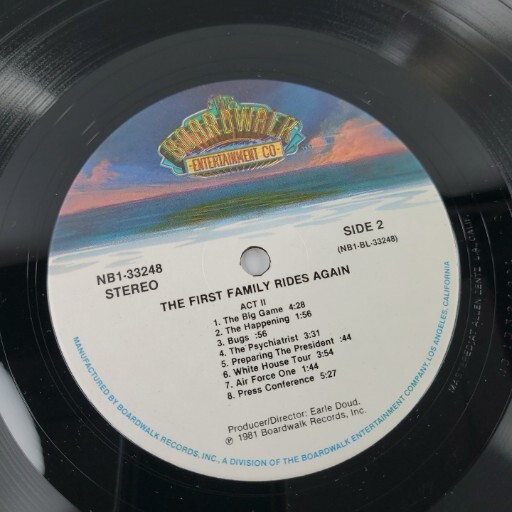 The
BOARDWALK
ENTERTAINMENT CO
NB1-33248
STEREO
SIDE 2
(NB1-BL-33248)
THE FIRST FAMILY RIDES AGAIN
ACT II
1. The Big Game 4:28
2. The Happening 1:56
3. Bugs :56
4. The Psychiatrist 3:31
5. Preparing The President :44
6. White House Tour 3:54
7. Air Force One 1:44
8. Press Conference 5:27
Producer/Director: Earle Doud.
℗ 1981 Boardwalk Records, Inc.
MANUFACTURED BY BOARDWALK RECORDS, INC., A DIVISION OF THE BOARDWALK ENTERTAINMENT COMPANY, LOS ANGELES, CALIFORNIA